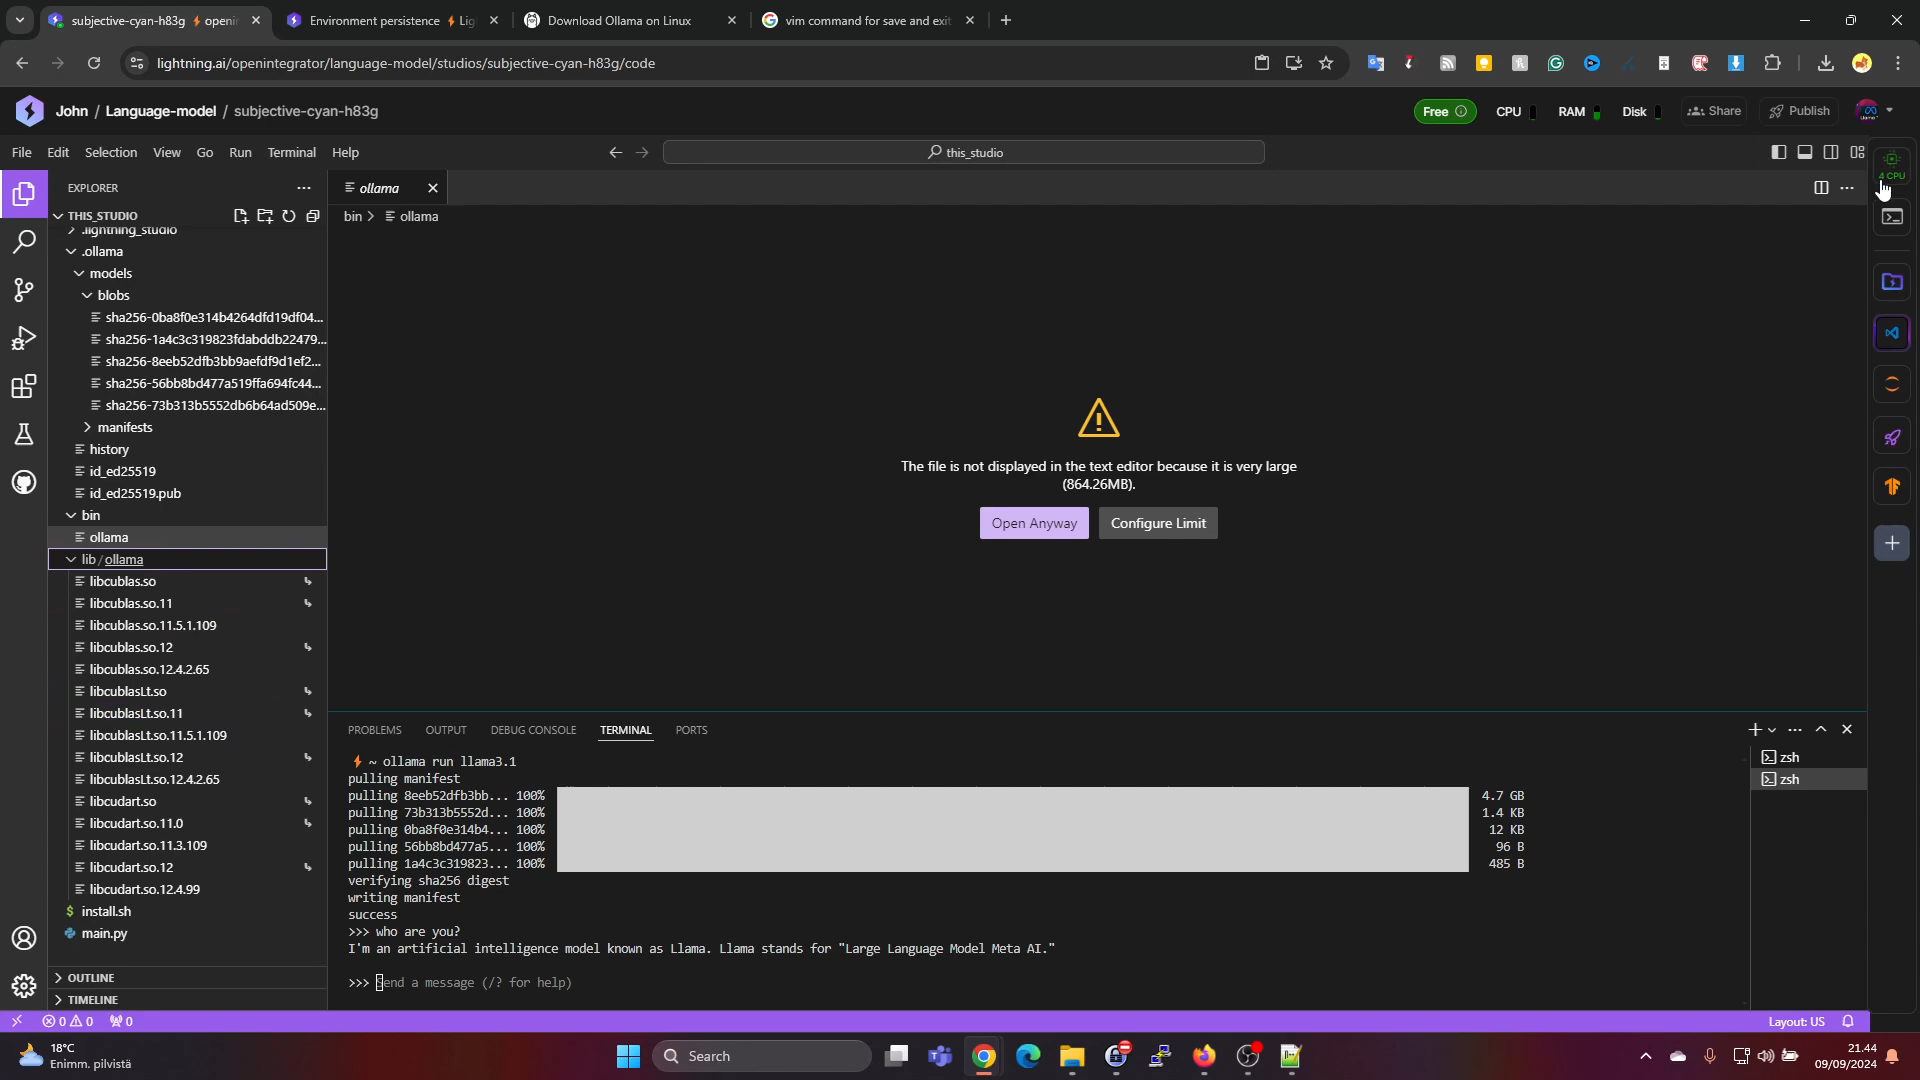 subjective-cyan-h83g
openin
Environment persistence
Lig
Download Ollama on Linux
vim command for save and exit
lightning.ai/openintegrator/language-model/studios/subjective-cyan-h83g/code
John / Language-model / subjective-cyan-h83g
Free
CPU
RAM
Disk
Share
Publish
File Edit Selection View Go Run Terminal Help
this_studio
4 CPU
EXPLORER
ollama
THIS_STUDIO
bin > ollama
.lightning_studio
.ollama
models
blobs
sha256-0ba8f0e314b4264dfd19df04...
sha256-1a4c3c319823fdabddb22479...
sha256-8eeb52dfb3bb9aefdf9d1ef2...
sha256-56bb8bd477a519ffa694fc44...
sha256-73b313b5552db6b64ad509e...
manifests
history
id_ed25519
id_ed25519.pub
bin
ollama
lib / ollama
libcublas.so
libcublas.so.11
libcublas.so.11.5.1.109
libcublas.so.12
libcublas.so.12.4.2.65
libcublasLt.so
libcublasLt.so.11
libcublasLt.so.11.5.1.109
libcublasLt.so.12
libcublasLt.so.12.4.2.65
libcudart.so
libcudart.so.11.0
libcudart.so.11.3.109
libcudart.so.12
libcudart.so.12.4.99
install.sh
main.py
OUTLINE
TIMELINE
The file is not displayed in the text editor because it is very large
(864.26MB).
Open Anyway
Configure Limit
PROBLEMS OUTPUT DEBUG CONSOLE TERMINAL PORTS
zsh
zsh
~ ollama run llama3.1
pulling manifest
pulling 8eeb52dfb3bb... 100% 4.7 GB
pulling 73b313b5552d... 100% 1.4 KB
pulling 0ba8f0e314b4... 100% 12 KB
pulling 56bb8bd477a5... 100% 96 B
pulling 1a4c3c319823... 100% 485 B
verifying sha256 digest
writing manifest
success
>>> who are you?
I'm an artificial intelligence model known as Llama. Llama stands for "Large Language Model Meta AI."
>>> Send a message (/? for help)
0 0 0
Layout: US
18°C
Enimm. pilvistä
Search
21.44
09/09/2024